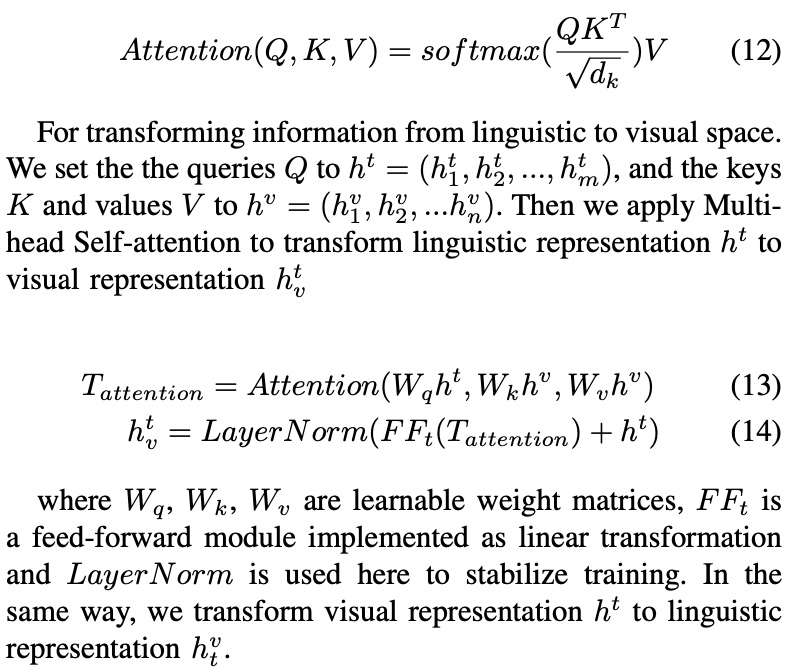 Attention(Q, K, V) = softmax(\frac{QK^T}{\sqrt{d_k}})V (12)
For transforming information from linguistic to visual space.
We set the the queries Q to h^t = (h_1^t, h_2^t, ..., h_m^t), and the keys
K and values V to h^v = (h_1^v, h_2^v, ...h_n^v). Then we apply Multi-
head Self-attention to transform linguistic representation h^t to
visual representation h_v^t
T_{attention} = Attention(W_q h^t, W_k h^v, W_v h^v) (13)
h_v^t = LayerNorm(FF_t(T_{attention}) + h^t) (14)
where W_q, W_k, W_v are learnable weight matrices, FF_t is
a feed-forward module implemented as linear transformation
and LayerNorm is used here to stabilize training. In the
same way, we transform visual representation h^t to linguistic
representation h_t^v.